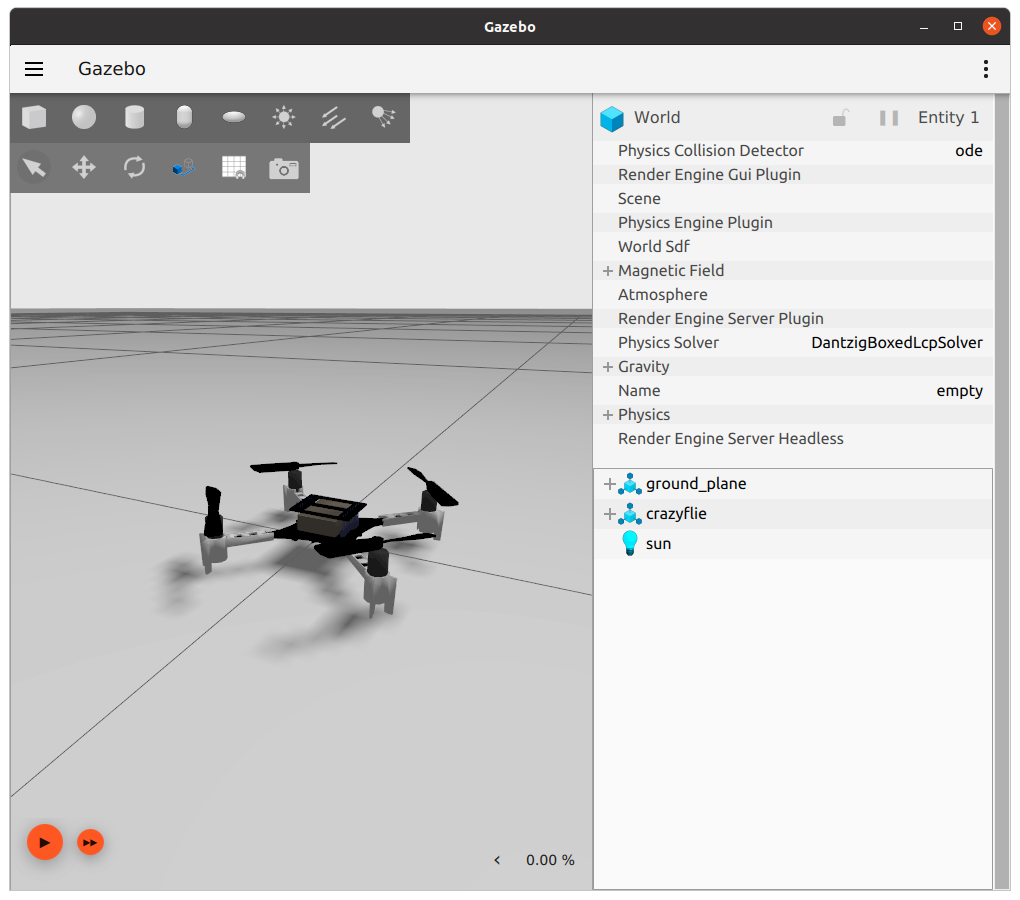 Gazebo
Gazebo
World Entity 1
Physics Collision Detector ode
Render Engine Gui Plugin
Scene
Physics Engine Plugin
World Sdf
Magnetic Field
Atmosphere
Render Engine Server Plugin
Physics Solver DantzigBoxedLcpSolver
Gravity
Name empty
Physics
Render Engine Server Headless
ground_plane
crazyflie
sun
0.00 %